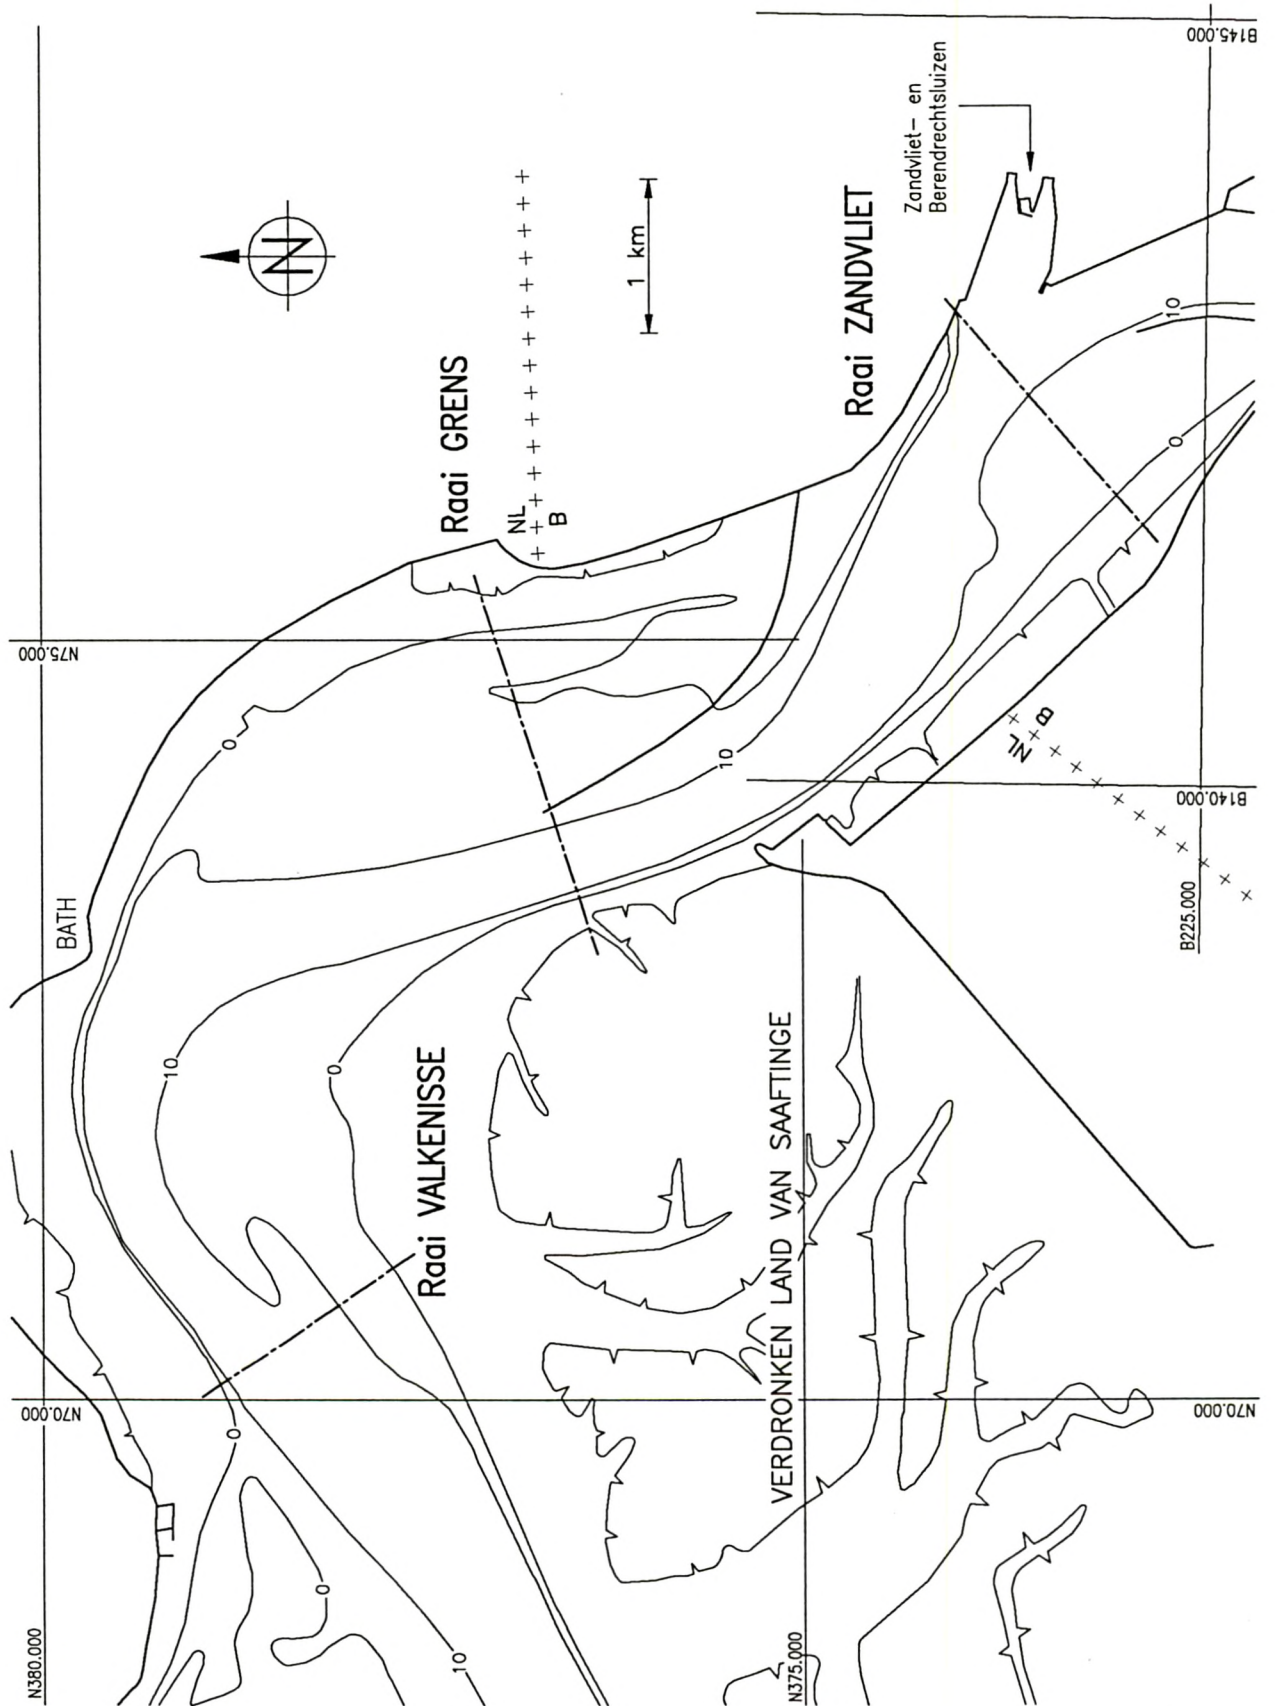 N380.000
N70.000
N75.000
BATH
N
Raai GRENS
NL
B
1 km
Raai ZANDVLIET
Zandvliet- en
Berendrechtsluizen
B145.000
Raai VALKENISSE
VERDRONKEN LAND VAN SAAFTINGE
N375.000
N70.000
B225.000
B140.000
NL
B
0
0
0
0
0
10
10
10
10